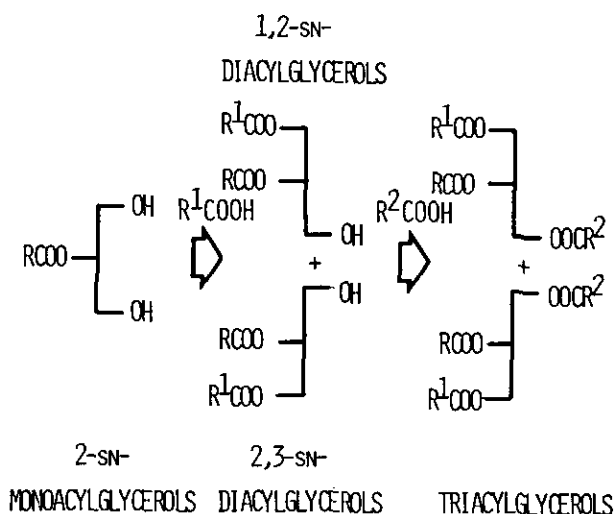 1,2-SN-
DIACYLGLYCEROLS
R¹COO
R¹COO
RCOO
RCOO
OH
R¹COOH
R²COOH
OH
OOCR²
RCOO
+
+
OH
OOCR²
OH
RCOO
RCOO
R¹COO
R¹COO
2-SN-
2,3-SN-
MONOACYLGLYCEROLS
DIACYLGLYCEROLS
TRIACYLGLYCEROLS